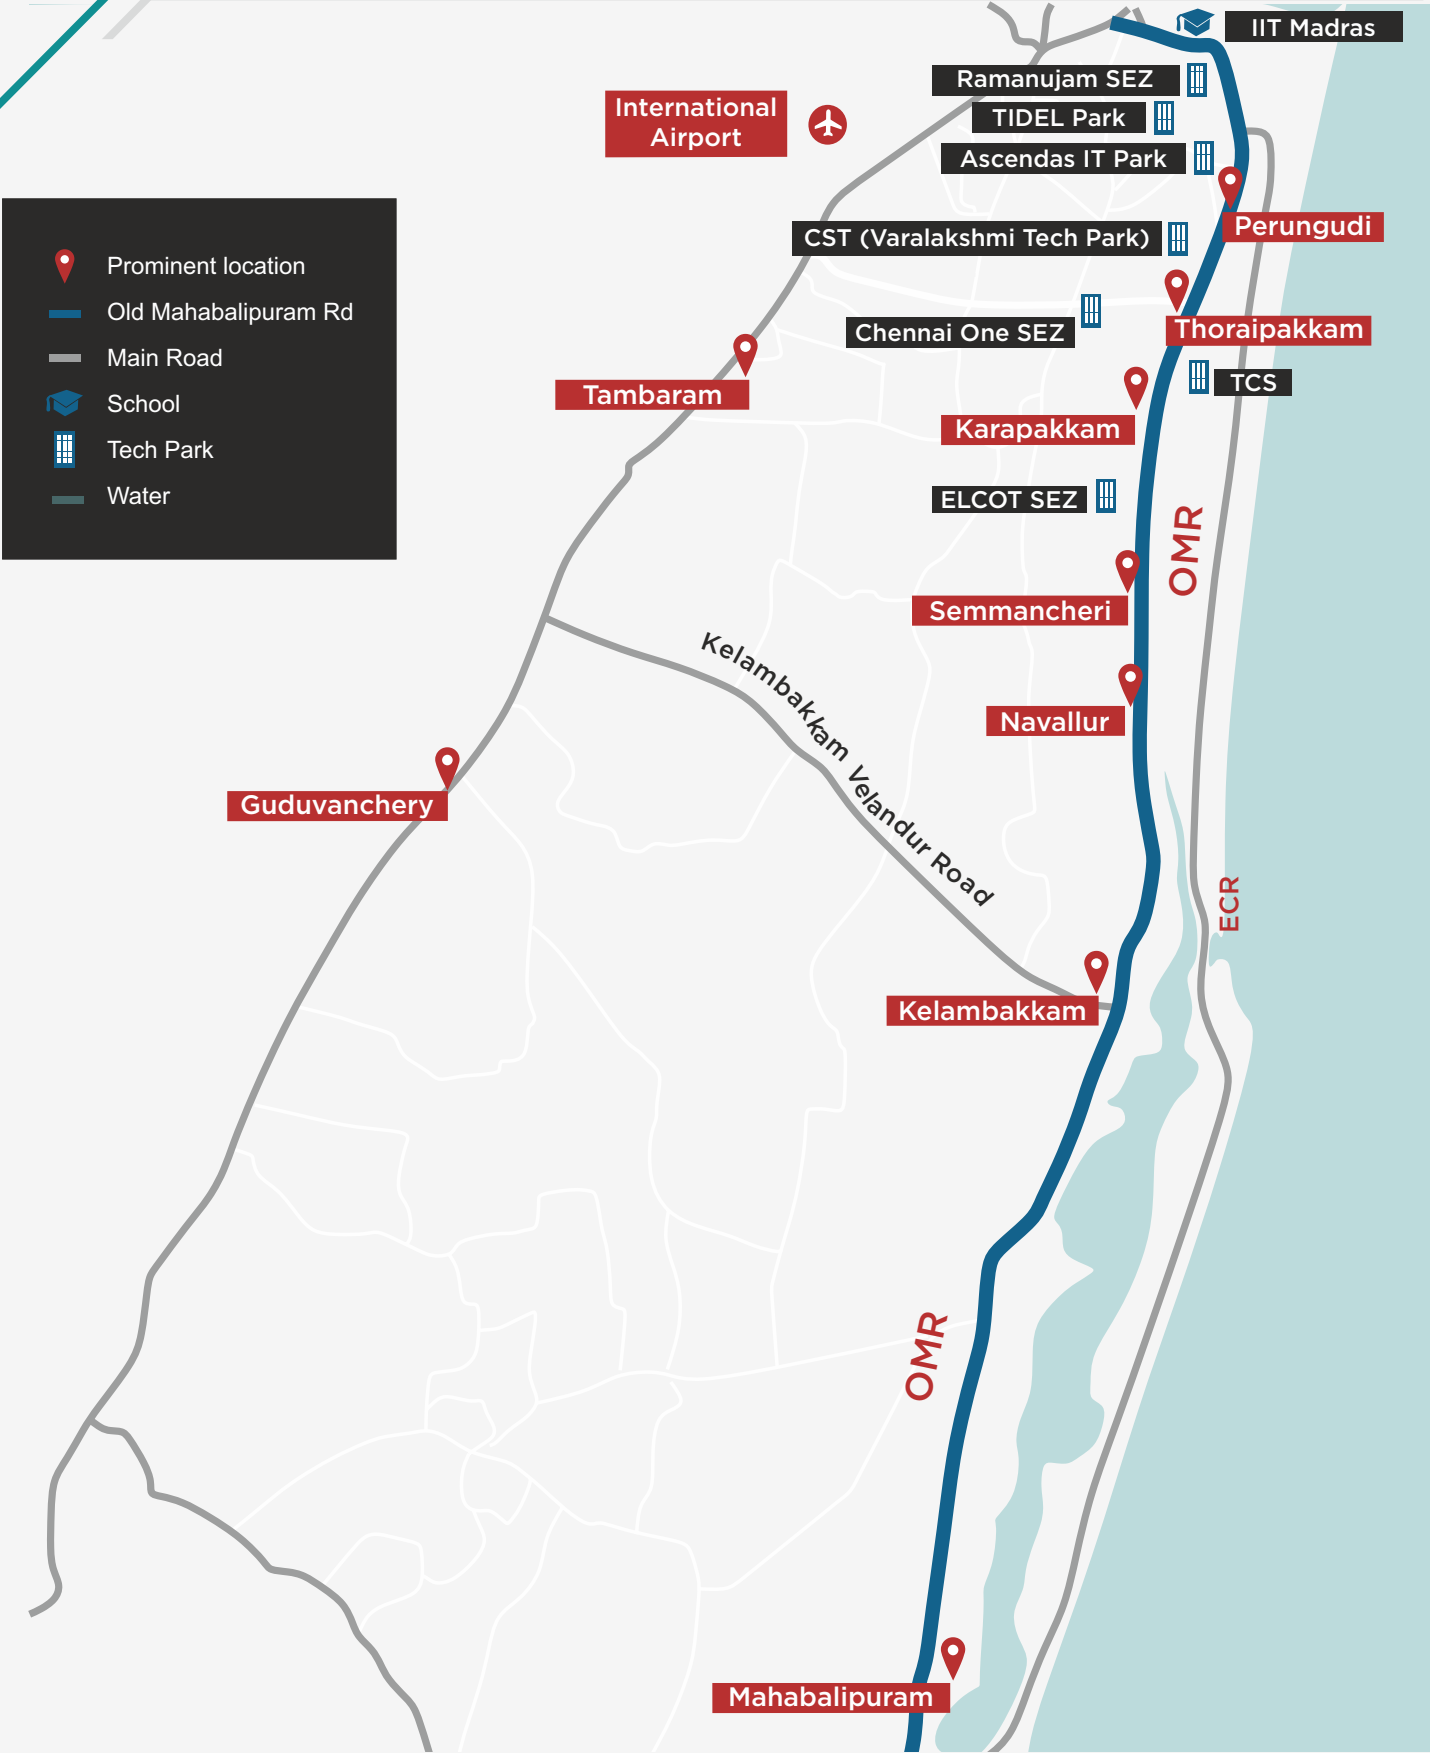 IIT Madras
Ramanujam SEZ
International
Airport
TIDEL Park
Ascendas IT Park
Perungudi
CST (Varalakshmi Tech Park)
Prominent location
Old Mahabalipuram Rd
Main Road
School
Tech Park
Water
Thoraipakkam
Chennai One SEZ
TCS
Tambaram
Karapakkam
ELCOT SEZ
OMR
Semmancheri
Kelambakkam Velandur Road
Navallur
Guduvanchery
ECR
Kelambakkam
OMR
Mahabalipuram